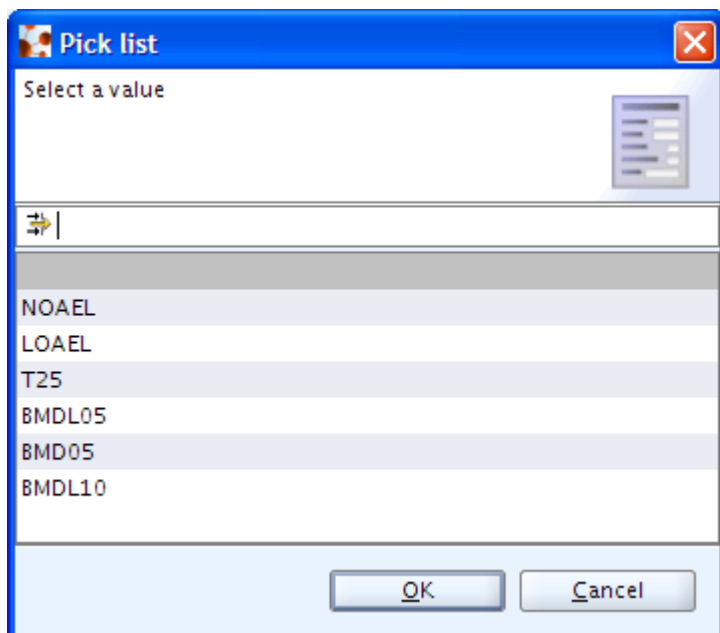 Pick list
Select a value
NOAEL
LOAEL
T25
BMDL05
BMD05
BMDL10
OK Cancel